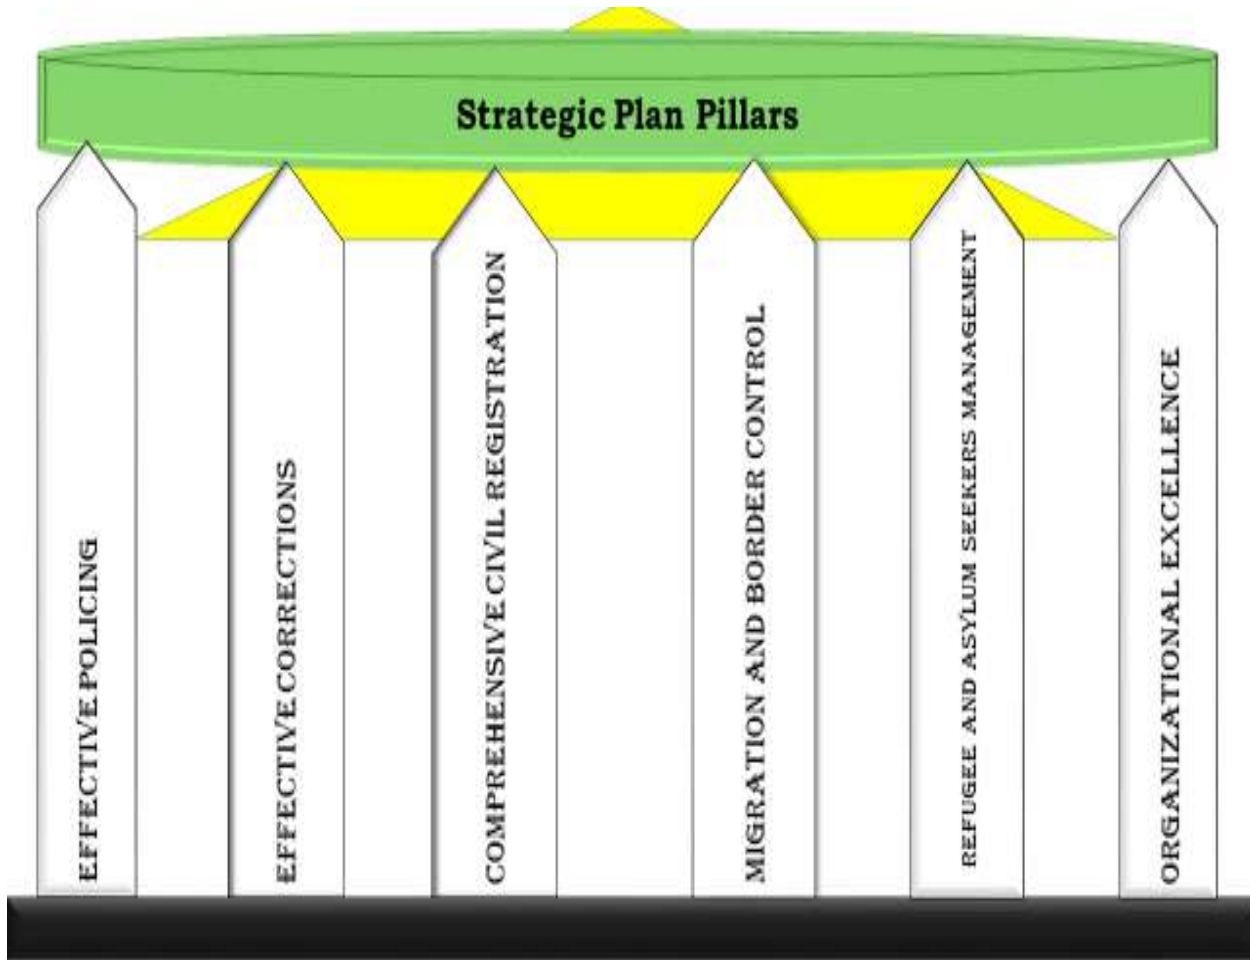 Strategic Plan Pillars
EFFECTIVE POLICING
EFFECTIVE CORRECTIONS
COMPREHENSIVE CIVIL REGISTRATION
MIGRATION AND BORDER CONTROL
REFUGEE AND ASYLUM SEEKERS MANAGEMENT
ORGANIZATIONAL EXCELLENCE